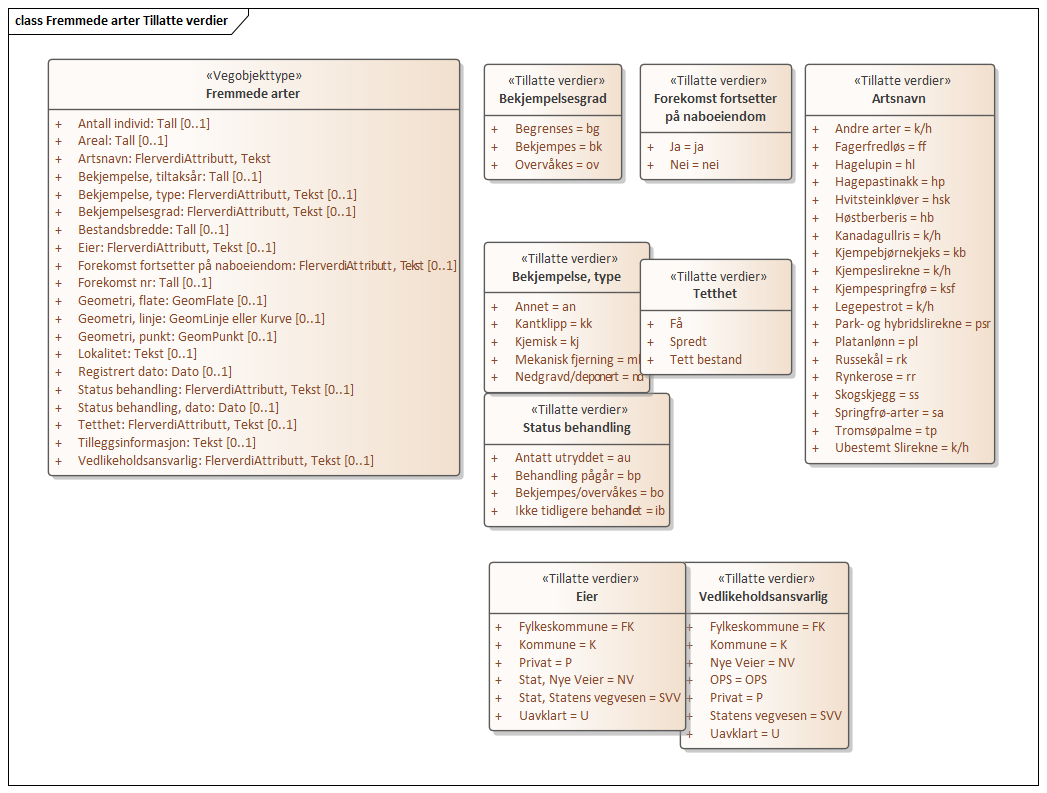 class Fremmede arter Tillatte verdier
«Vegobjekttype»
Fremmede arter
+ Antall individ: Tall [0..1]
+ Areal: Tall [0..1]
+ Artsnavn: FlerverdiAttributt, Tekst
+ Bekjempelse, tiltaksår: Tall [0..1]
+ Bekjempelse, type: FlerverdiAttributt, Tekst [0..1]
+ Bekjempelsesgrad: FlerverdiAttributt, Tekst [0..1]
+ Bestandsbredde: Tall [0..1]
+ Eier: FlerverdiAttributt, Tekst [0..1]
+ Forekomst fortsetter på naboeiendom: FlerverdiAttributt, Tekst [0..1]
+ Forekomst nr: Tall [0..1]
+ Geometri, flate: GeomFlate [0..1]
+ Geometri, linje: GeomLinje eller Kurve [0..1]
+ Geometri, punkt: GeomPunkt [0..1]
+ Lokalitet: Tekst [0..1]
+ Registrert dato: Dato [0..1]
+ Status behandling: FlerverdiAttributt, Tekst [0..1]
+ Status behandling, dato: Dato [0..1]
+ Tetthet: FlerverdiAttributt, Tekst [0..1]
+ Tilleggsinformasjon: Tekst [0..1]
+ Vedlikeholdsansvarlig: FlerverdiAttributt, Tekst [0..1]
«Tillatte verdier»
Bekjempelsesgrad
+ Begrenses = bg
+ Bekjempes = bk
+ Overvåkes = ov
«Tillatte verdier»
Forekomst fortsetter
på naboeiendom
+ Ja = ja
+ Nei = nei
«Tillatte verdier»
Artsnavn
+ Andre arter = k/h
+ Fagerfredløs = ff
+ Hagelupin = hl
+ Hagepastinakk = hp
+ Hvitsteinkløver = hsk
+ Høstberberis = hb
+ Kanadagullris = k/h
+ Kjempebjørnekjeks = kb
+ Kjempeslirekne = k/h
+ Kjempespringfrø = ksf
+ Legepestrot = k/h
+ Park- og hybridslirekne = psr
+ Platanlønn = pl
+ Russekål = rk
+ Rynkerose = rr
+ Skogskjegg = ss
+ Springfrø-arter = sa
+ Tromsøpalme = tp
+ Ubestemt Slirekne = k/h
«Tillatte verdier»
Bekjempelse, type
+ Annet = an
+ Kantklipp = kk
+ Kjemisk = kj
+ Mekanisk fjerning =
+ Nedgravd/deponert =
«Tillatte verdier»
Tetthet
+ Få
+ Spredt
+ Tett bestand
«Tillatte verdier»
Status behandling
+ Antatt utryddet = au
+ Behandling pågår = bp
+ Bekjempes/overvåkes = bo
+ Ikke tidligere behandlet = ib
«Tillatte verdier»
Eier
+ Fylkeskommune = FK
+ Kommune = K
+ Privat = P
+ Stat, Nye Veier = NV
+ Stat, Statens vegvesen = SVV
+ Uavklart = U
«Tillatte verdier»
Vedlikeholdsansvarlig
+ Fylkeskommune = FK
+ Kommune = K
+ Nye Veier = NV
+ OPS = OPS
+ Privat = P
+ Statens vegvesen = SVV
+ Uavklart = U